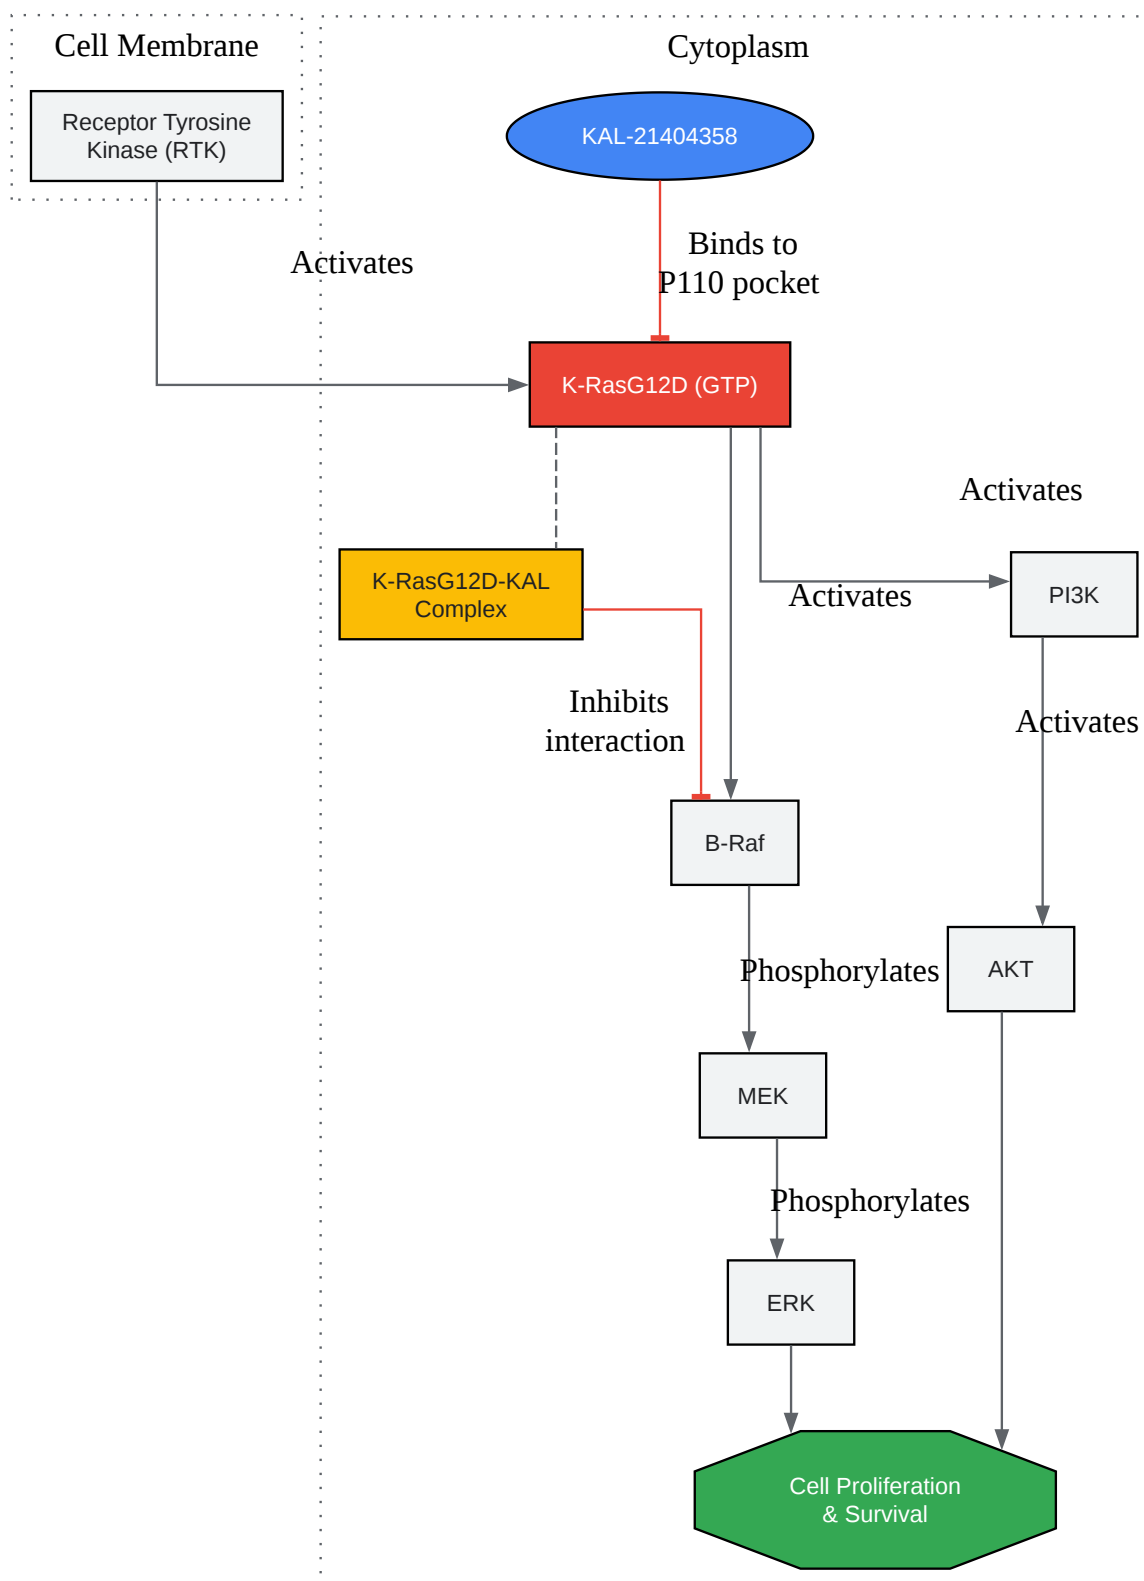 Cell Membrane
Cytoplasm
Receptor Tyrosine
Kinase (RTK)
KAL-21404358
Activates
Binds to
P110 pocket
K-RasG12D (GTP)
Activates
K-RasG12D-KAL
Complex
Activates
PI3K
Inhibits
interaction
Activates
B-Raf
Phosphorylates
AKT
MEK
Phosphorylates
ERK
Cell Proliferation
& Survival